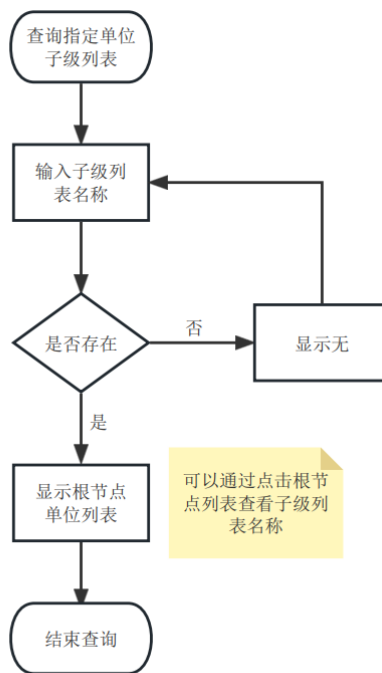 查询指定单位
子级列表
输入子级列
表名称
是否存在
否
显示无
是
显示根节点
单位列表
可以通过点击根节
点列表查看子级列
表名称
结束查询